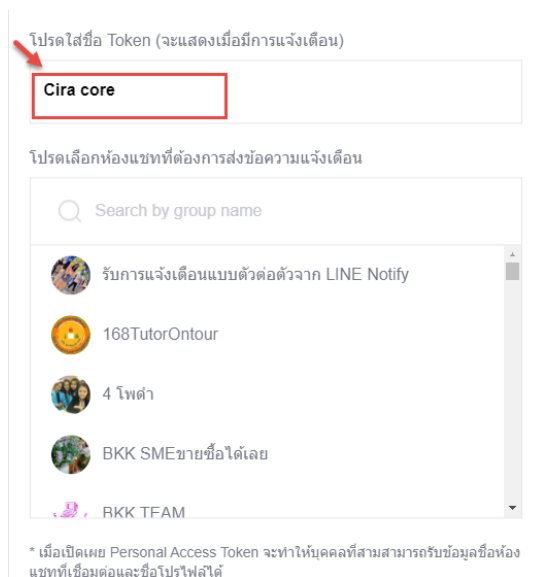 โปรดใส่ชื่อ Token (จะแสดงเมื่อมีการแจ้งเตือน)
Cira core
โปรดเลือกห้องแชทที่ต้องการส่งข้อความแจ้งเตือน
Search by group name
รับการแจ้งเตือนแบบตัวต่อตัวจาก LINE Notify
168TutorOntour
4 โพดำ
BKK SMEขายซื้อได้เลย
BKK TEAM
* เมื่อเปิดเผย Personal Access Token จะทำให้บุคคลที่สามสามารถรับข้อมูลชื่อห้อง
แชทที่เชื่อมต่อและชื่อโปรไฟล์ได้